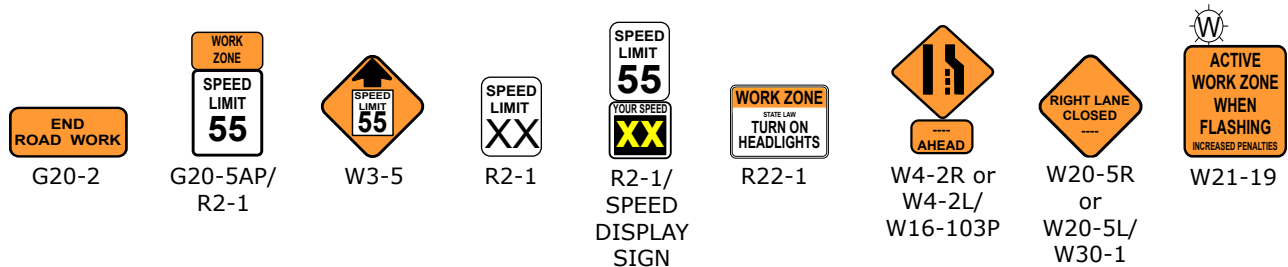 END
ROAD WORK
G20-2
WORK
ZONE
SPEED
LIMIT
55
G20-5AP/
R2-1
SPEED
LIMIT
55
W3-5
SPEED
LIMIT
XX
R2-1
SPEED
LIMIT
55
YOUR SPEED
XX
R2-1/
SPEED
DISPLAY
SIGN
WORK ZONE
STATE LAW
TURN ON
HEADLIGHTS
R22-1
----
AHEAD
W4-2R or
W4-2L/
W16-103P
RIGHT LANE
CLOSED
----
W20-5R
or
W20-5L/
W30-1
W
ACTIVE
WORK ZONE
WHEN
FLASHING
INCREASED PENALTIES
W21-19